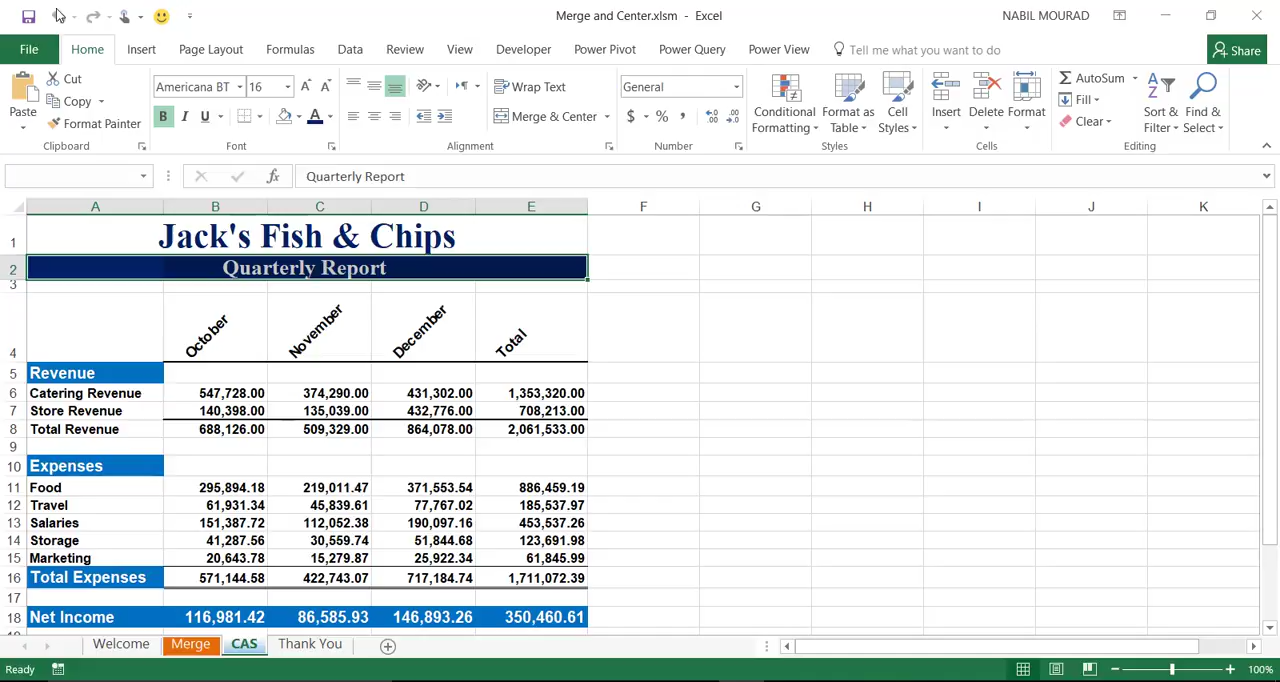 Merge and Center.xlsm - Excel
NABIL MOURAD
File Home Insert Page Layout Formulas Data Review View Developer Power Pivot Power Query Power View Tell me what you want to do Share
Paste
Cut
Copy
Format Painter
Clipboard
Americana BT 16
B I U A
Font
Wrap Text
Merge & Center
Alignment
General
$ % ,
Number
Conditional Formatting
Format as Table
Cell Styles
Styles
Insert Delete Format
Cells
AutoSum
Fill
Clear
Sort & Filter
Find & Select
Editing
fx Quarterly Report
A B C D E F G H I J K
1 Jack's Fish & Chips
2 Quarterly Report
3
4 October November December Total
5 Revenue
6 Catering Revenue 547,728.00 374,290.00 431,302.00 1,353,320.00
7 Store Revenue 140,398.00 135,039.00 432,776.00 708,213.00
8 Total Revenue 688,126.00 509,329.00 864,078.00 2,061,533.00
9
10 Expenses
11 Food 295,894.18 219,011.47 371,553.54 886,459.19
12 Travel 61,931.34 45,839.61 77,767.02 185,537.97
13 Salaries 151,387.72 112,052.38 190,097.16 453,537.26
14 Storage 41,287.56 30,559.74 51,844.68 123,691.98
15 Marketing 20,643.78 15,279.87 25,922.34 61,845.99
16 Total Expenses 571,144.58 422,743.07 717,184.74 1,711,072.39
17
18 Net Income 116,981.42 86,585.93 146,893.26 350,460.61
Welcome Merge CAS Thank You
Ready 100%